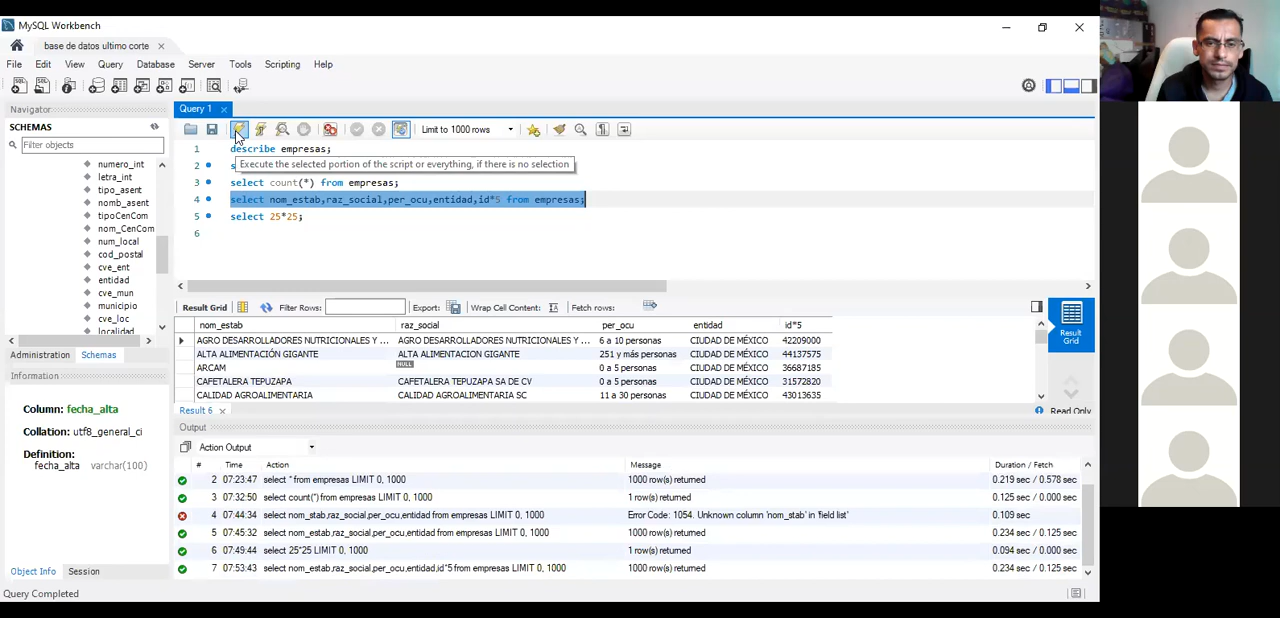 MySQL Workbench
base de datos ultimo corte
File Edit View Query Database Tools Server Scripting Help
Navigator
SCHEMAS
Filter objects
numero_int
letra_int
tipo_asent
nomb_asent
tipoCenCom
nom_CenCom
num_local
cod_postal
cve_ent
entidad
cve_mun
municipio
cve_loc
localidad
Administration Schemas
Information
Column: fecha_alta
Collation: utf8_general_ci
Definition:
fecha_alta varchar(100)
Object Info Session
Query Completed
Query 1
Limit to 1000 rows
1 describe empresas;
Execute the selected portion of the script or everything, if there is no selection
2 s
3 select count(*) from empresas;
4 select nom_estab,raz_social,per_ocu,entidad,id*5 from empresas;
5 select 25*25;
6
Result Grid Filter Rows: Export: Wrap Cell Content: Fetch rows:
nom_estab raz_social per_ocu entidad id*5
AGRO DESARROLLADORES NUTRICIONALES Y ... AGRO DESARROLLADORES NUTRICIONALES Y ... 6 a 10 personas CIUDAD DE MÉXICO 42209000
ALTA ALIMENTACIÓN GIGANTE ALTA ALIMENTACION GIGANTE 251 y más personas CIUDAD DE MÉXICO 44137575
ARCAM NULL 0 a 5 personas CIUDAD DE MÉXICO 36687185
CAFETALERA TEPUZAPA CAFETALERA TEPUZAPA SA DE CV 0 a 5 personas CIUDAD DE MÉXICO 31572820
CALIDAD AGROALIMENTARIA CALIDAD AGROALIMENTARIA SC 11 a 30 personas CIUDAD DE MÉXICO 43013635
Result Grid
Result 6 Read Only
Output
Action Output
# Time Action Message Duration / Fetch
2 07:23:47 select * from empresas LIMIT 0, 1000 1000 row(s) returned 0.219 sec / 0.578 sec
3 07:32:50 select count(*) from empresas LIMIT 0, 1000 1 row(s) returned 0.125 sec / 0.000 sec
4 07:44:34 select nom_stab,raz_social,per_ocu,entidad from empresas LIMIT 0, 1000 Error Code: 1054. Unknown column 'nom_stab' in 'field list' 0.109 sec
5 07:45:32 select nom_estab,raz_social,per_ocu,entidad from empresas LIMIT 0, 1000 1000 row(s) returned 0.234 sec / 0.125 sec
6 07:49:44 select 25*25 LIMIT 0, 1000 1 row(s) returned 0.094 sec / 0.000 sec
7 07:53:43 select nom_estab,raz_social,per_ocu,entidad,id*5 from empresas LIMIT 0, 1000 1000 row(s) returned 0.234 sec / 0.125 sec